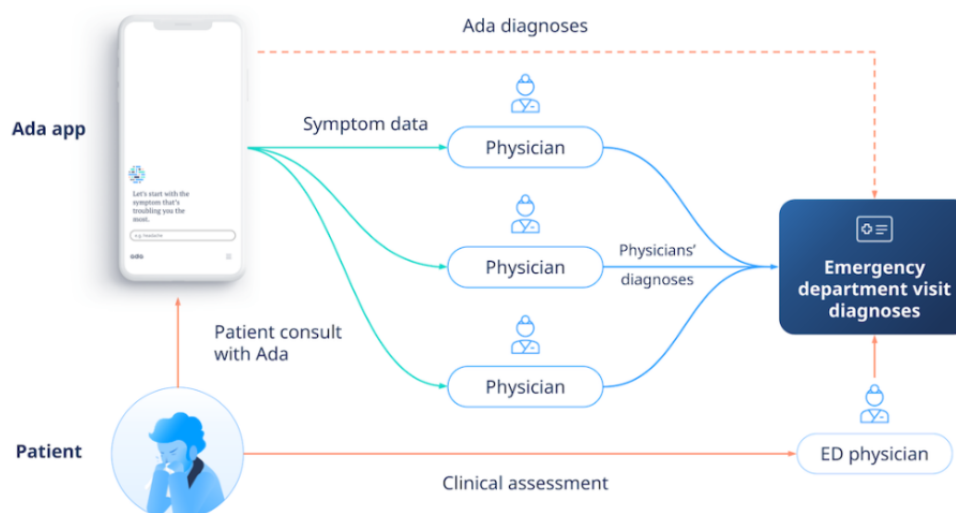 Ada diagnoses
Ada app
Symptom data
Physician
Let's start with the
symptom that's
troubling you the
most.
e.g. headache
ada
Physician
Physicians'
diagnoses
Emergency
department visit
diagnoses
Patient consult
with Ada
Physician
Patient
ED physician
Clinical assessment